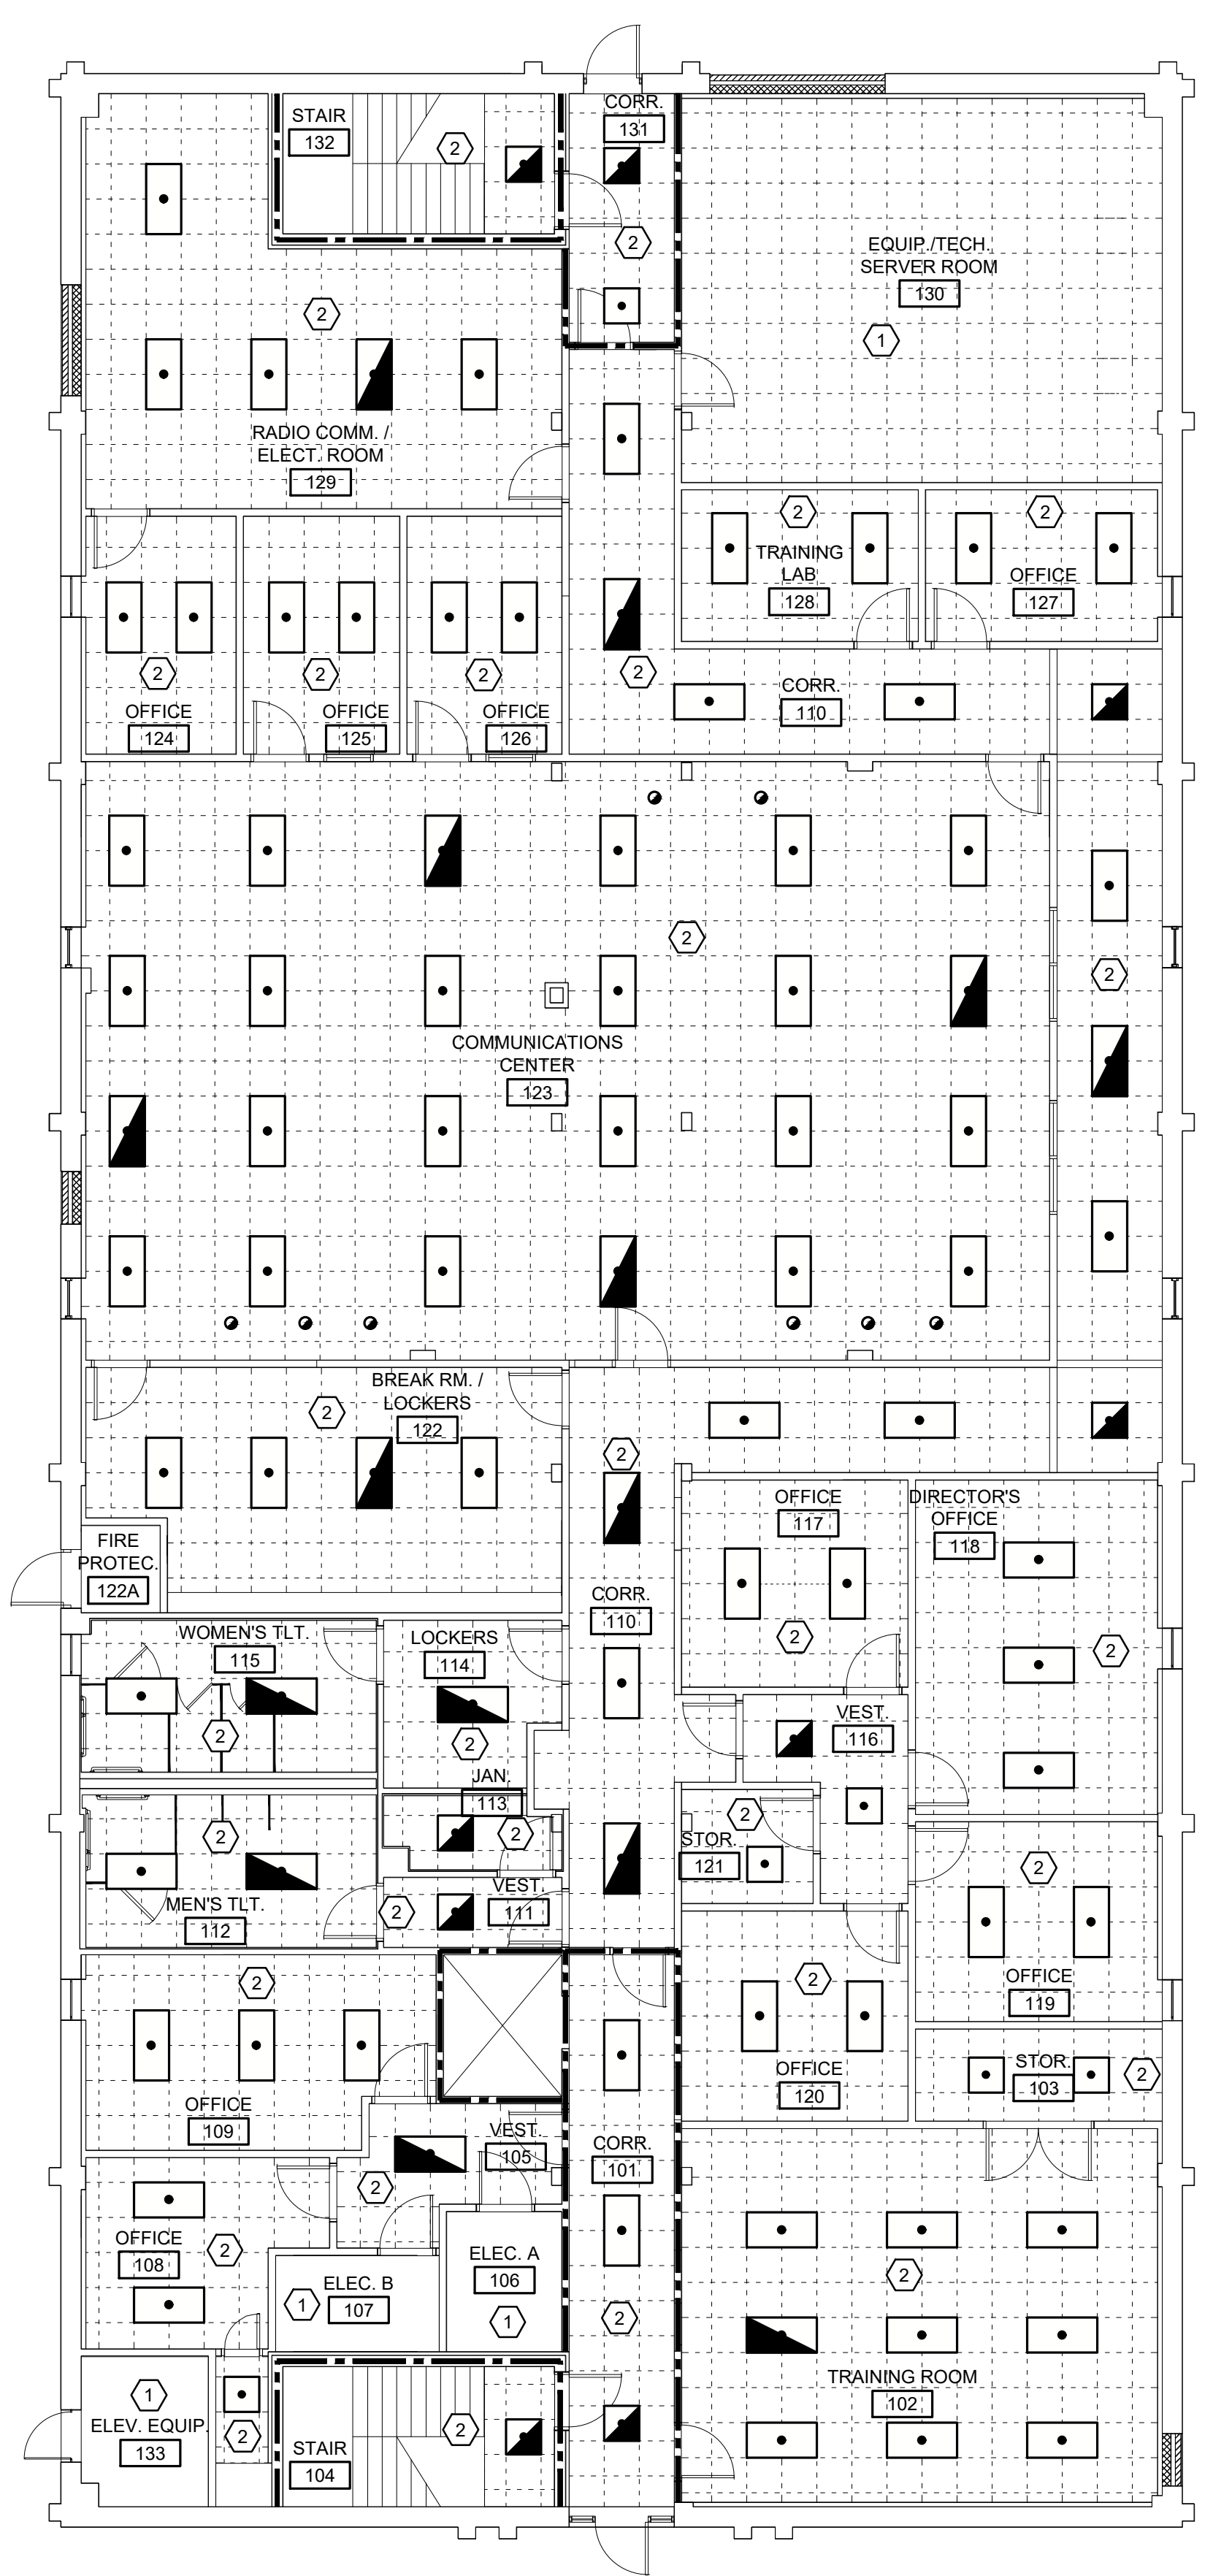 STAIR
132
2
CORR.
131
2
EQUIP./TECH.
SERVER ROOM
130
1
2
RADIO COMM. /
ELECT. ROOM
129
2
TRAINING
LAB
128
2
OFFICE
127
2
OFFICE
124
2
OFFICE
125
2
OFFICE
126
2
CORR.
110
2
2
COMMUNICATIONS
CENTER
123
BREAK RM. /
LOCKERS
122
2
2
FIRE
PROTEC.
122A
OFFICE
117
2
DIRECTOR'S
OFFICE
118
2
CORR.
110
WOMEN'S TLT.
115
2
LOCKERS
114
2
VEST.
116
JAN.
113
2
2
STOR.
121
2
MEN'S TLT.
112
2
VEST.
111
2
OFFICE
119
2
OFFICE
109
2
OFFICE
120
STOR.
103
2
VEST.
105
2
CORR.
101
OFFICE
108
2
ELEC. A
106
1
ELEC. B
107
1
2
2
TRAINING ROOM
102
1
ELEV. EQUIP.
133
2
STAIR
104
2